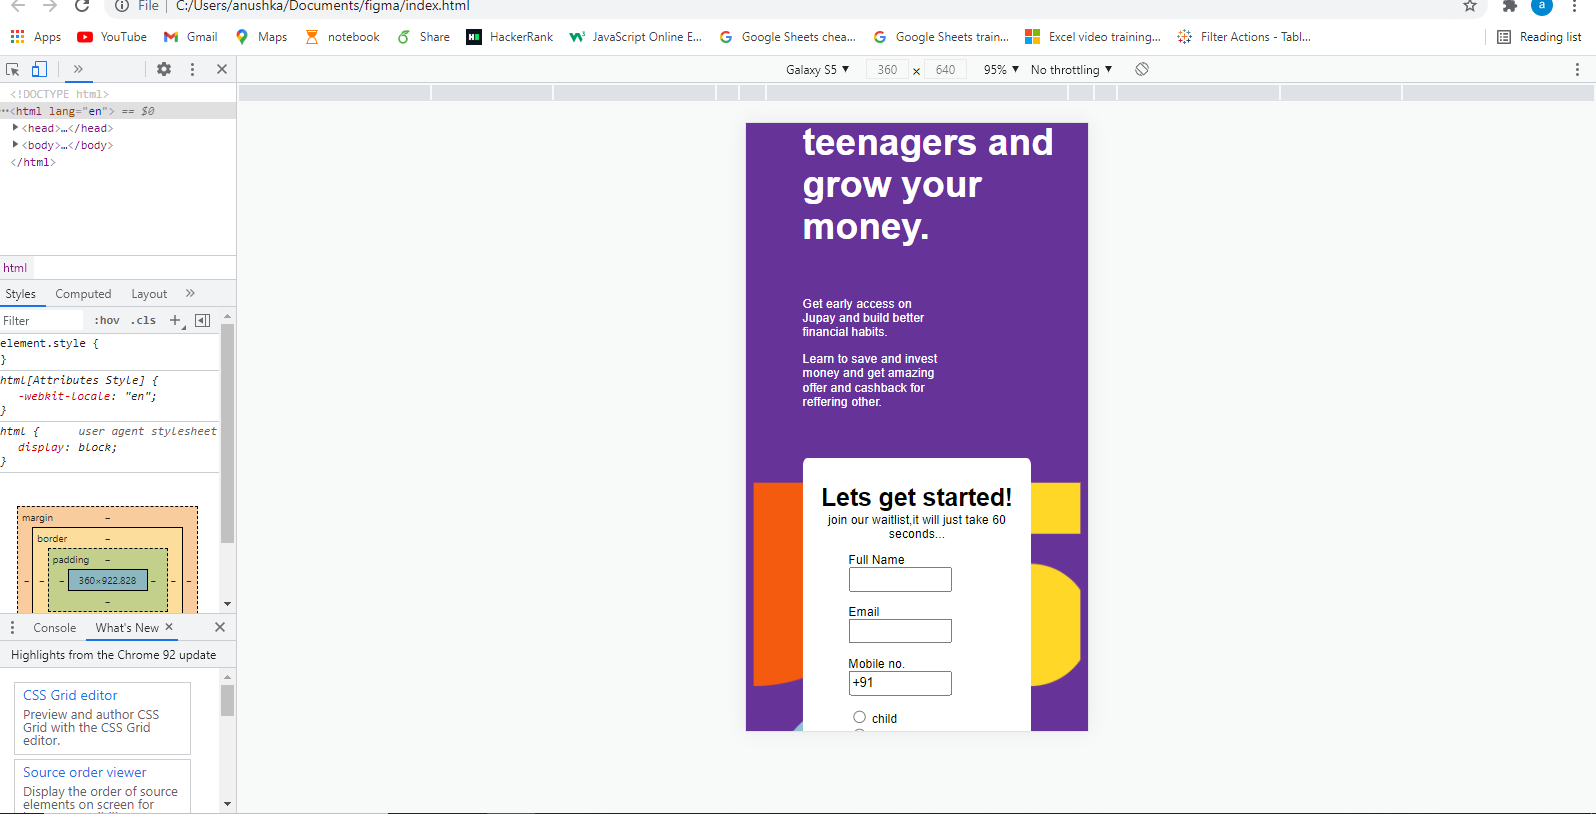 File | C:/Users/anushka/Documents/figma/index.html a
Apps YouTube Gmail Maps notebook Share HackerRank JavaScript Online E... Google Sheets chea... Google Sheets train... Excel video training... Filter Actions - Tabl... Reading list
Galaxy S5 ▼ 360 x 640 95% ▼ No throttling ▼
<!DOCTYPE html>
···<html lang="en"> == $0
<head>…</head>
<body>…</body>
</html>
html
Styles Computed Layout
Filter :hov .cls +
element.style {
}
html[Attributes Style] {
-webkit-locale: "en";
}
html { user agent stylesheet
display: block;
}
margin –
border –
padding –
– – – 360×922.828 – – –
–
Console What's New ×
Highlights from the Chrome 92 update
CSS Grid editor
Preview and author CSS
Grid with the CSS Grid
editor.
Source order viewer
Display the order of source
elements on screen for
teenagers and
grow your
money.
Get early access on
Jupay and build better
financial habits.
Learn to save and invest
money and get amazing
offer and cashback for
reffering other.
Lets get started!
join our waitlist,it will just take 60
seconds...
Full Name
Email
Mobile no.
+91
child